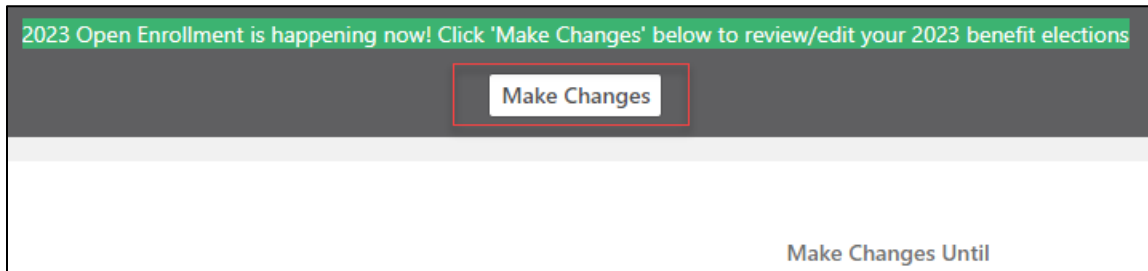 2023 Open Enrollment is happening now! Click 'Make Changes' below to review/edit your 2023 benefit elections
Make Changes
Make Changes Until